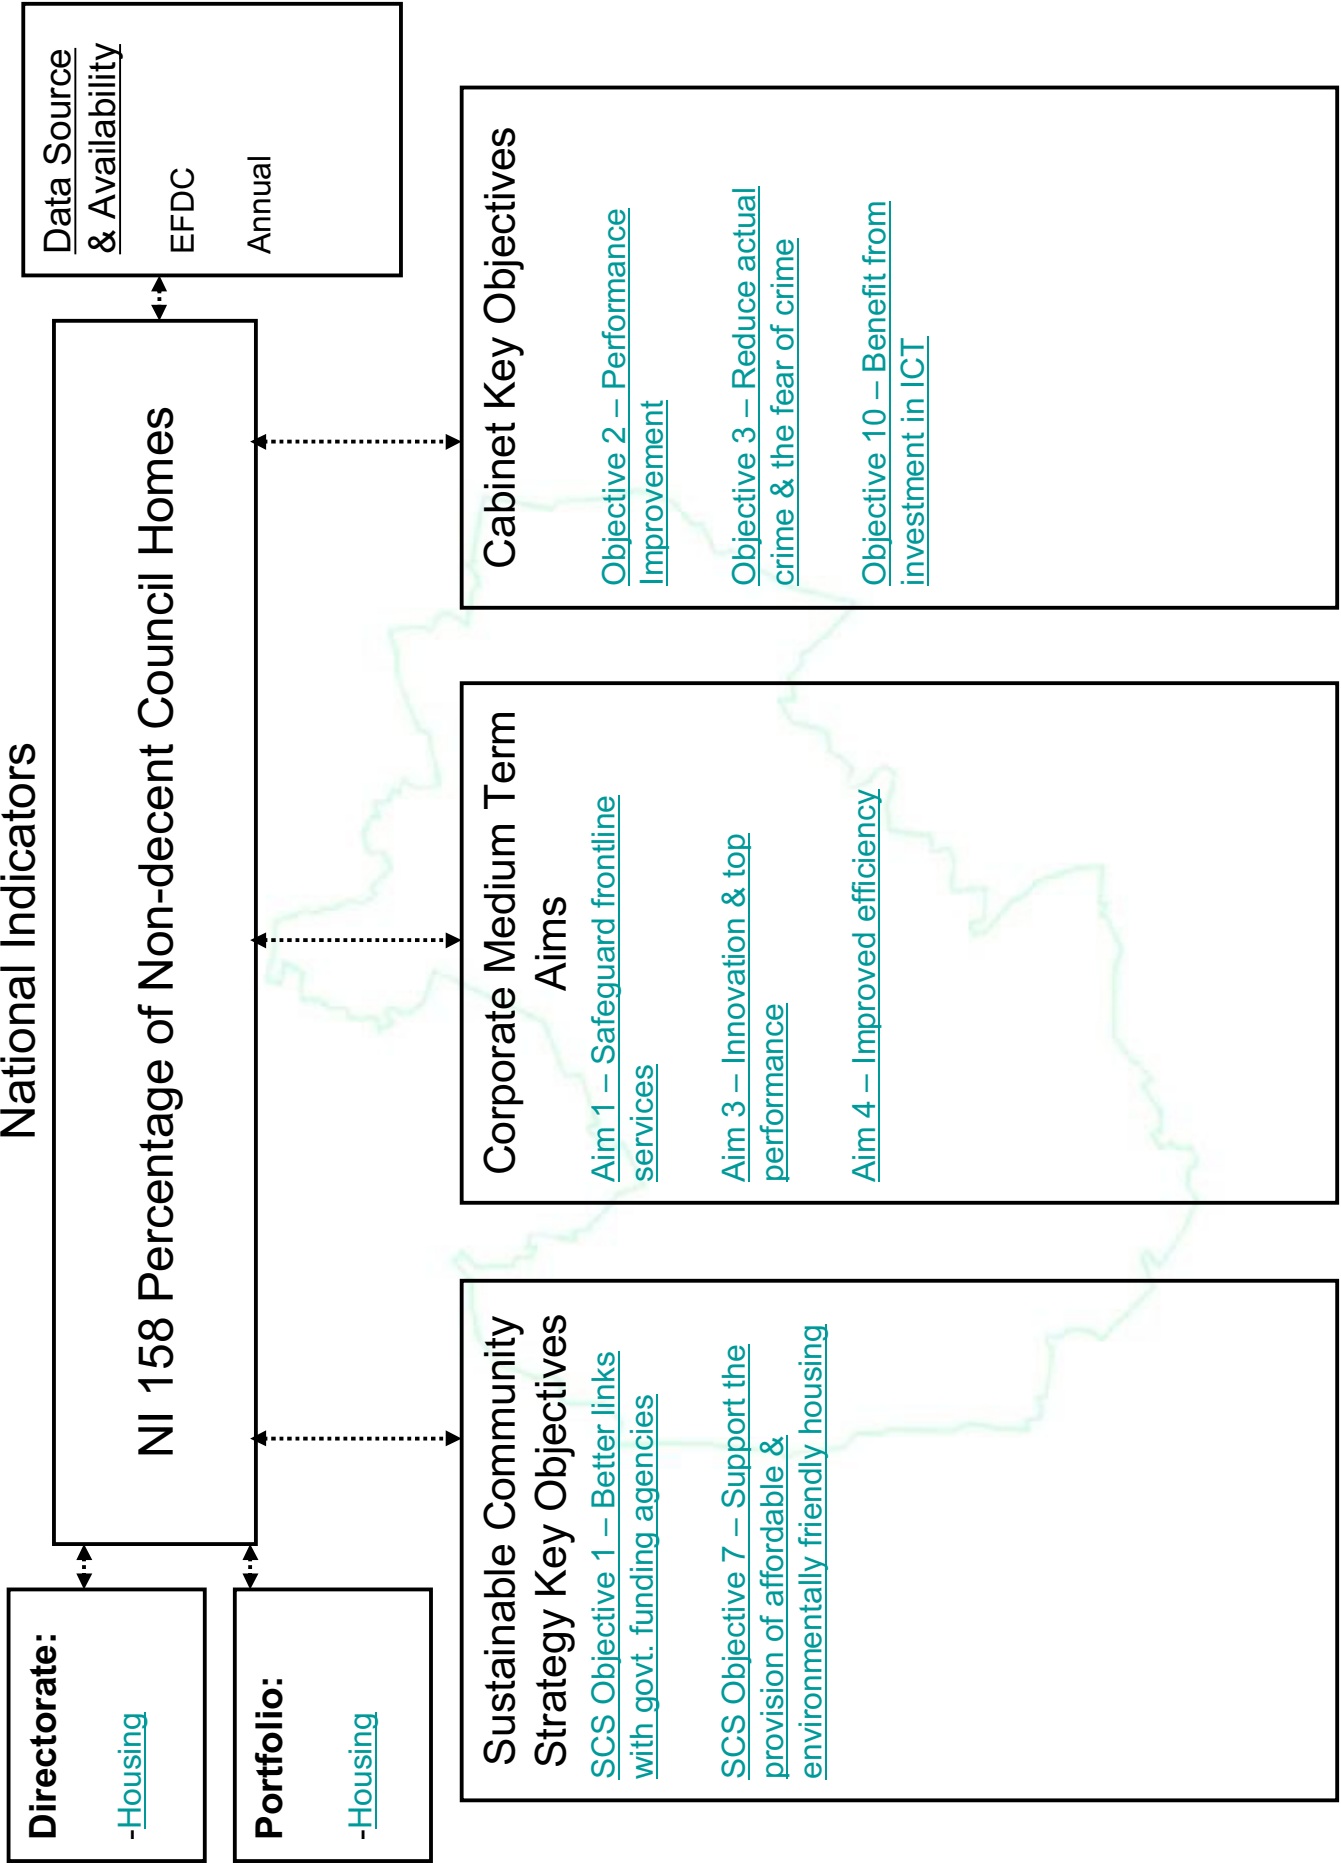 National Indicators
Directorate:
-Housing
Portfolio:
-Housing
NI 158 Percentage of Non-decent Council Homes
Data Source
& Availability
EFDC
Annual
Sustainable Community
Strategy Key Objectives
SCS Objective 1 – Better links
with govt. funding agencies
SCS Objective 7 – Support the
provision of affordable &
environmentally friendly housing
Corporate Medium Term
Aims
Aim 1 – Safeguard frontline
services
Aim 3 – Innovation & top
performance
Aim 4 – Improved efficiency
Cabinet Key Objectives
Objective 2 – Performance
Improvement
Objective 3 – Reduce actual
crime & the fear of crime
Objective 10 – Benefit from
investment in ICT